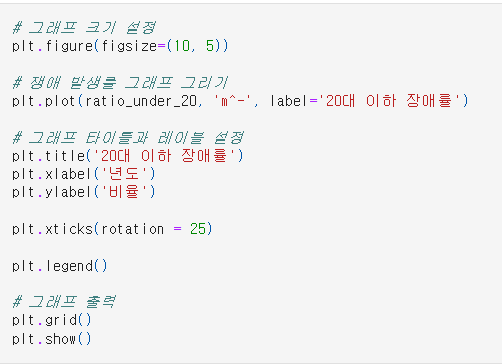 # 그래프 크기 설정
plt.figure(figsize=(10, 5))
# 쟁애 발생률 그래프 그리기
plt.plot(ratio_under_20, 'm^-', label='20대 이하 장애률')
# 그래프 타이틀과 레이블 설정
plt.title('20대 이하 장애률')
plt.xlabel('년도')
plt.ylabel('비율')
plt.xticks(rotation = 25)
plt.legend()
# 그래프 출력
plt.grid()
plt.show()